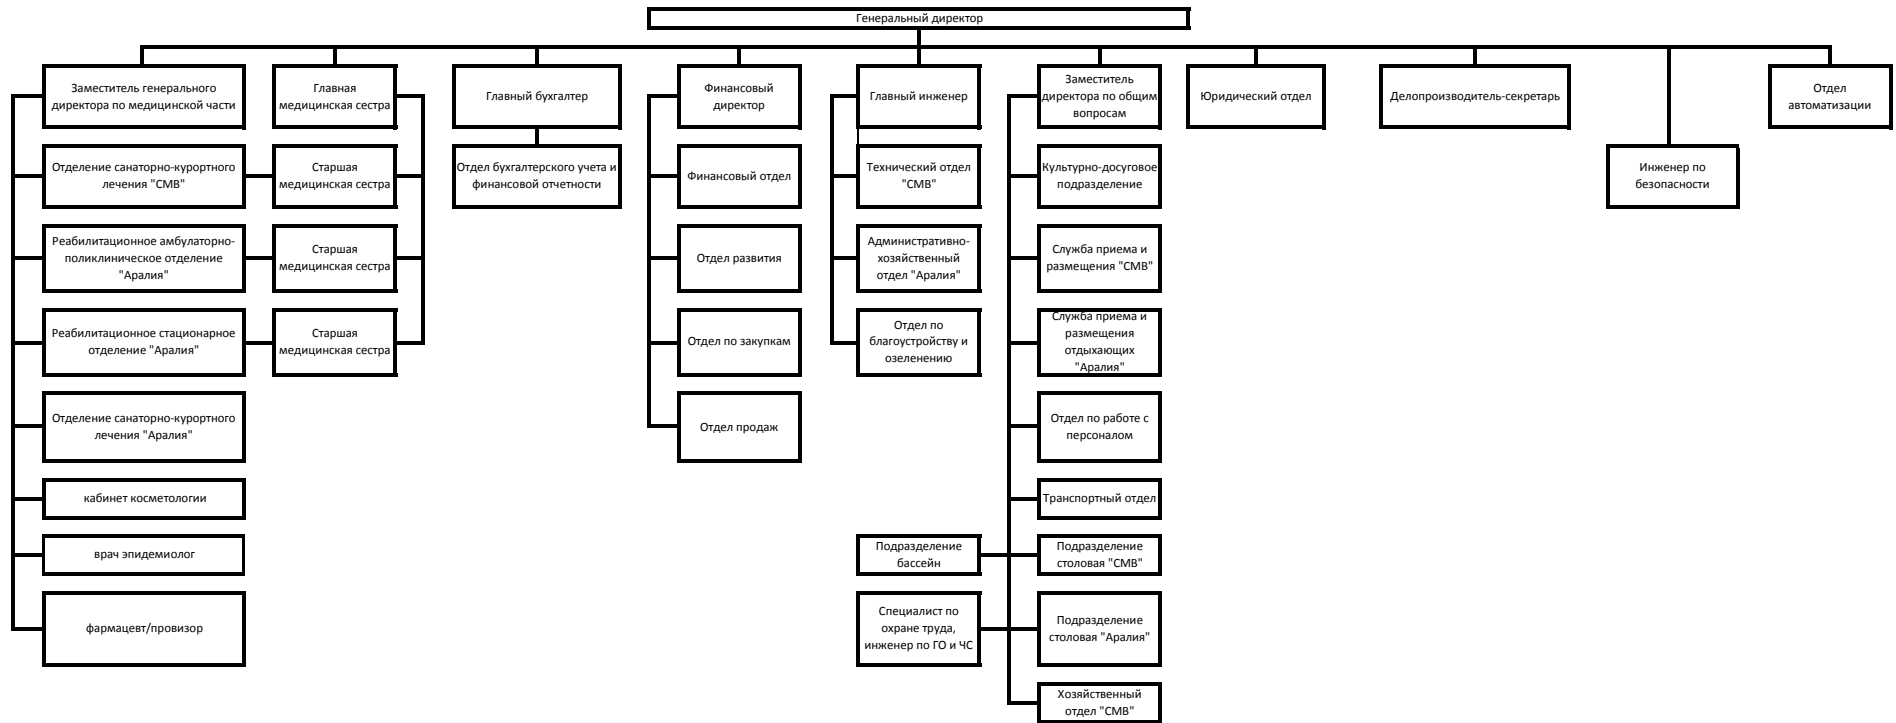 Генеральный директор
Заместитель генерального
директора по медицинской части
Главная
медицинская сестра
Главный бухгалтер
Финансовый
директор
Главный инженер
Заместитель
директора по общим
вопросам
Юридический отдел
Делопроизводитель-секретарь
Отдел
автоматизации
Отделение санаторно-курортного
лечения "СМВ"
Старшая
медицинская сестра
Отдел бухгалтерского учета и
финансовой отчетности
Финансовый отдел
Технический отдел
"СМВ"
Культурно-досуговое
подразделение
Инженер по
безопасности
Реабилитационное амбулаторно-
поликлиническое отделение
"Аралия"
Старшая
медицинская сестра
Отдел развития
Административно-
хозяйственный
отдел "Аралия"
Служба приема и
размещения "СМВ"
Реабилитационное стационарное
отделение "Аралия"
Старшая
медицинская сестра
Отдел по закупкам
Отдел по
благоустройству и
озеленению
Служба приема и
размещения
отдыхающих
"Аралия"
Отделение санаторно-курортного
лечения "Аралия"
Отдел продаж
Отдел по работе с
персоналом
кабинет косметологии
Транспортный отдел
врач эпидемиолог
Подразделение
бассейн
Подразделение
столовая "СМВ"
фармацевт/провизор
Специалист по
охране труда,
инженер по ГО и ЧС
Подразделение
столовая "Аралия"
Хозяйственный
отдел "СМВ"